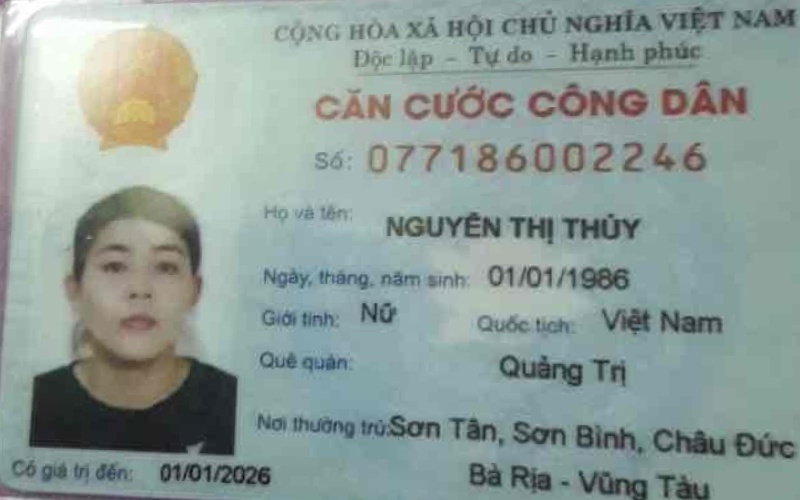 CỘNG HÒA XÃ HỘI CHỦ NGHĨA VIỆT NAM
Độc lập - Tự do - Hạnh phúc
CĂN CƯỚC CÔNG DÂN
Số: 077186002246
Họ và tên: NGUYỄN THỊ THỦY
Ngày, tháng, năm sinh: 01/01/1986
Giới tính: Nữ Quốc tịch: Việt Nam
Quê quán: Quảng Trị
Nơi thường trú: Sơn Tân, Sơn Bình, Châu Đức
Bà Rịa - Vũng Tàu
Có giá trị đến: 01/01/2026